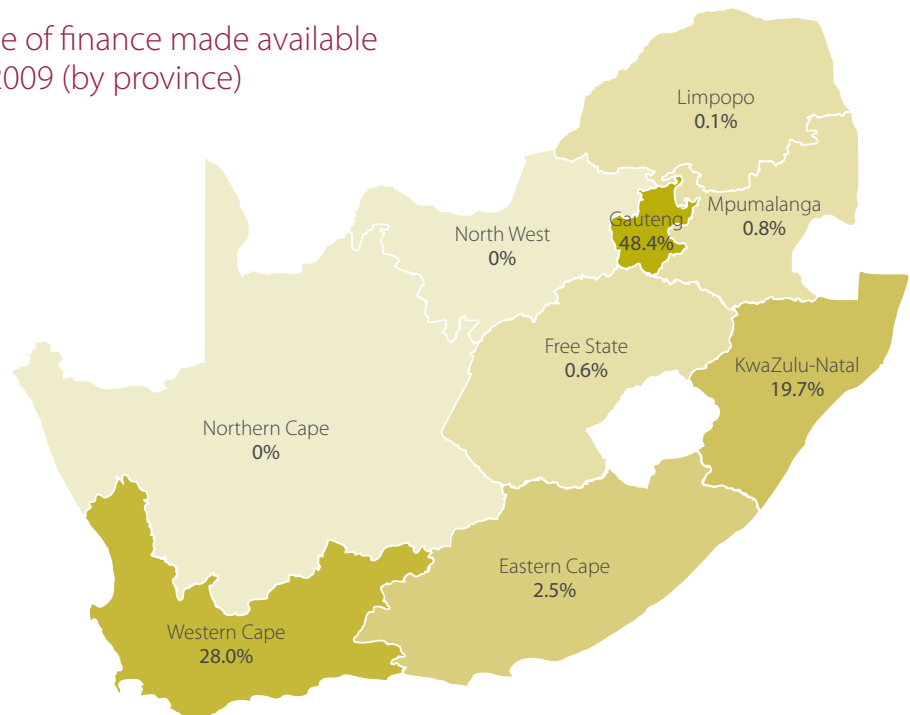 e of finance made available
2009 (by province)
Limpopo
0.1%
Mpumalanga
0.8%
Gauteng
48.4%
North West
0%
Free State
0.6%
KwaZulu-Natal
19.7%
Northern Cape
0%
Eastern Cape
2.5%
Western Cape
28.0%